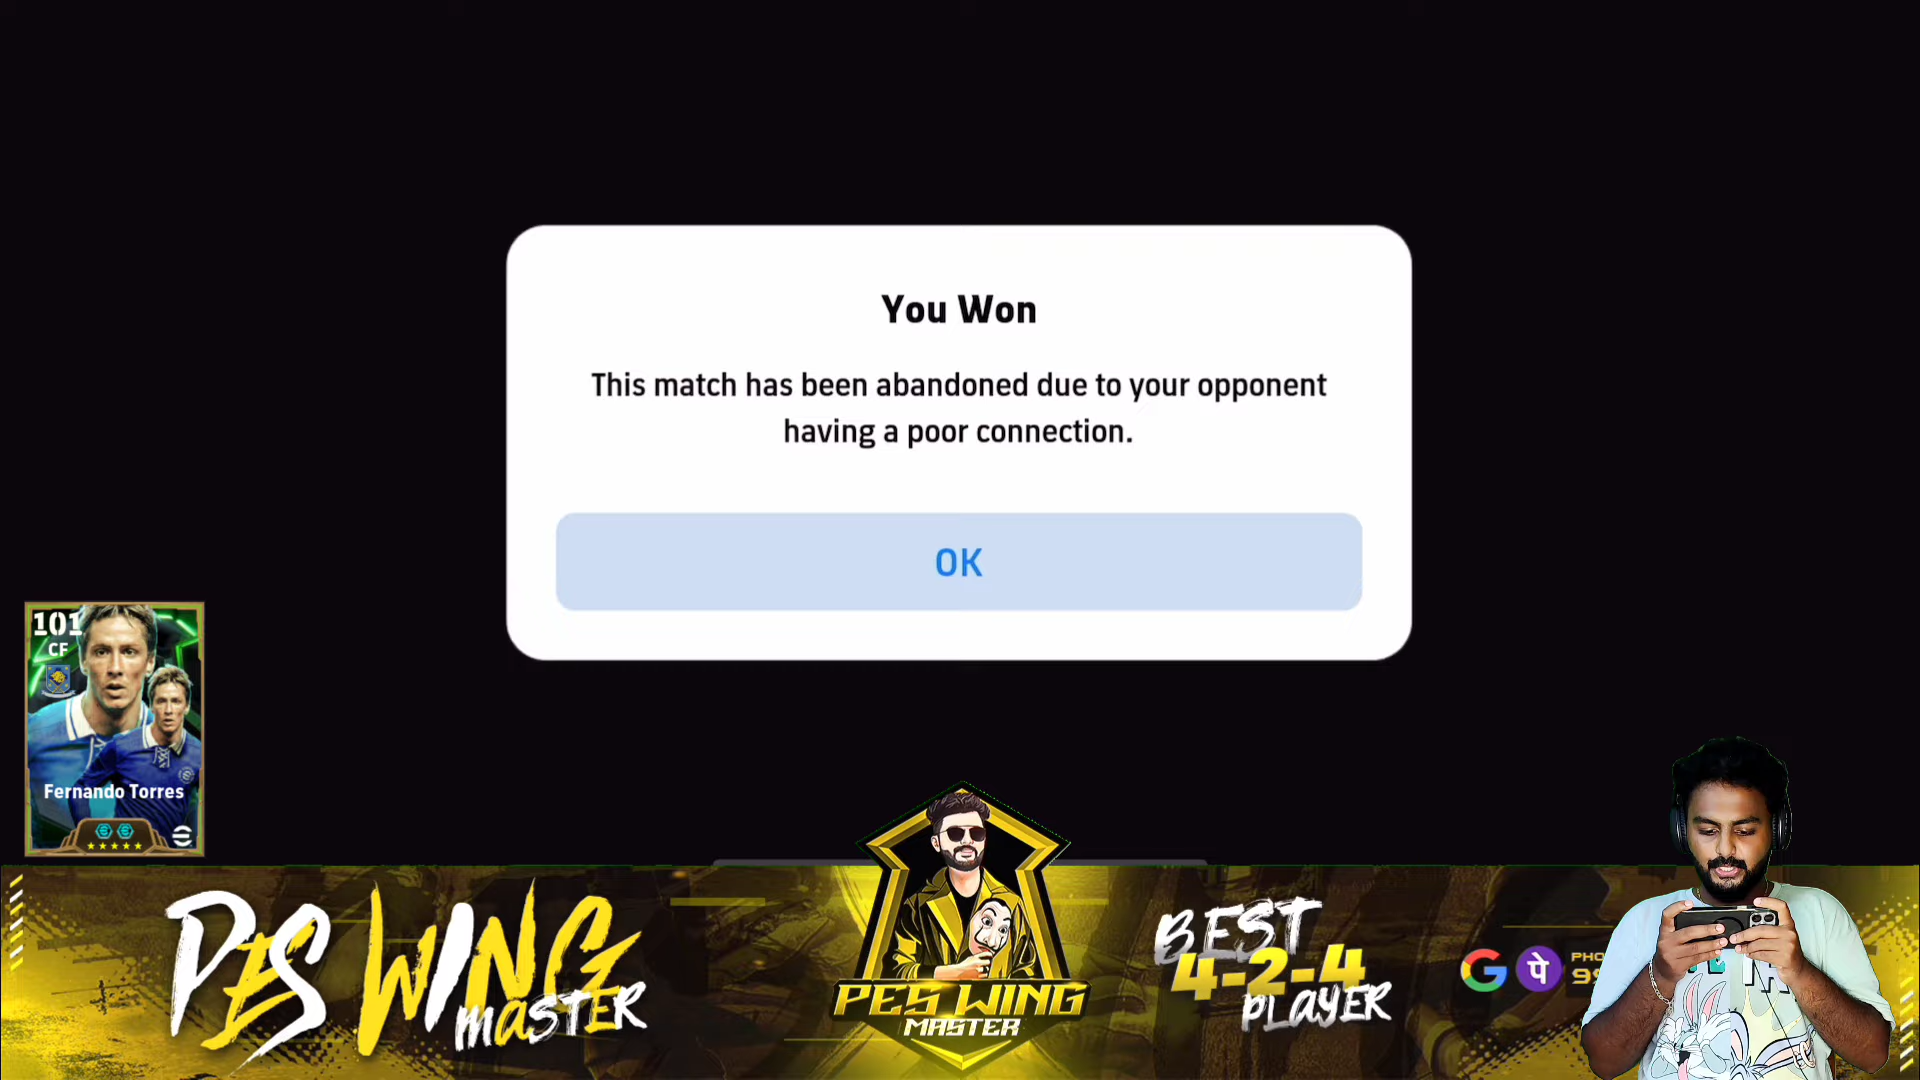 You Won
This match has been abandoned due to your opponent
having a poor connection.
OK
101
CF
Fernando Torres
PES WING
MASTER
PES WING
MASTER
BEST
4-2-4
PLAYER
पे